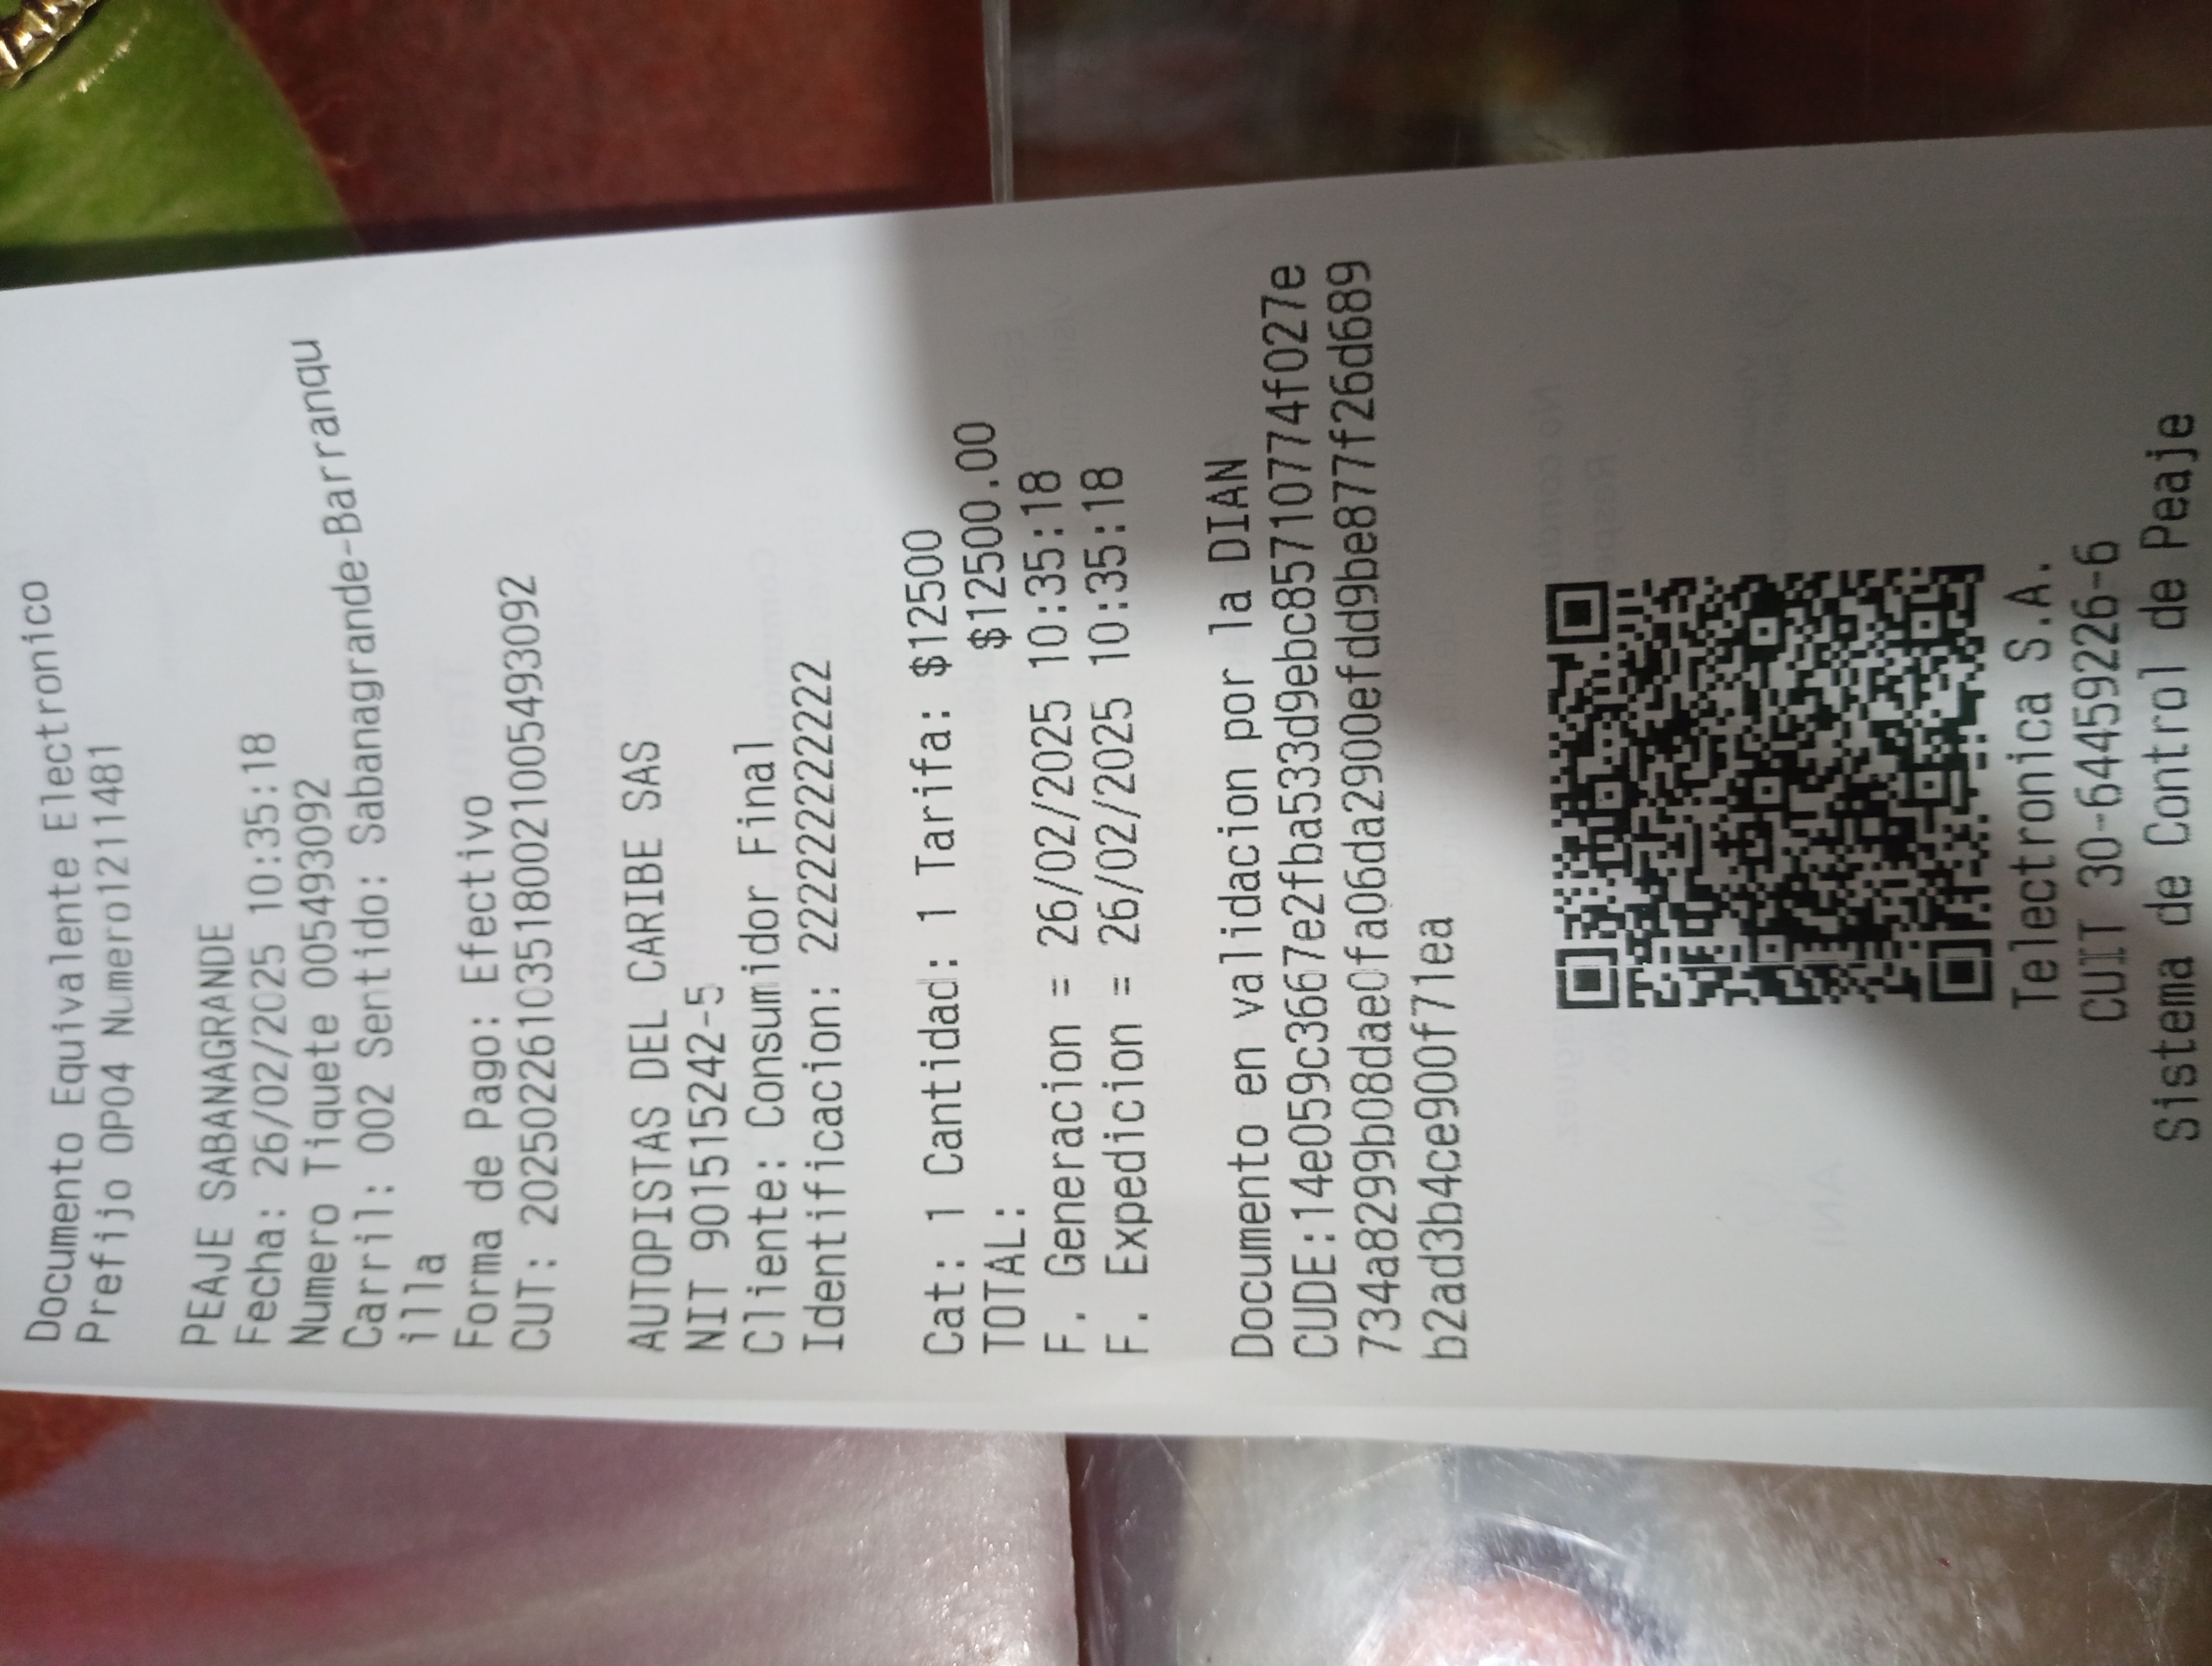 Documento Equivalente Electronico
Prefijo OP04 Numero12111481
PEAJE SABANAGRANDE
Fecha: 26/02/2025 10:35:18
Numero Tiquete 005493092
Carril: 002 Sentido: Sabanagrande-Barranqu
illa
Forma de Pago: Efectivo
CUT: 202502261035180021005493092
AUTOPISTAS DEL CARIBE SAS
NIT 901515242-5
Cliente: Consumidor Final
Identificacion: 222222222222
Cat: 1 Cantidad: 1 Tarifa: $12500
TOTAL: $12500.00
F. Generacion = 26/02/2025 10:35:18
F. Expedicion = 26/02/2025 10:35:18
Documento en validacion por la DIAN
CUDE:14e059c3667e2fba533d9ebc85710774f027e
734a8299b08dae0fa06da2900efdd9be877f26d689
b2ad3b4ce900f71ea
Telectronica S.A.
CUIT 30-64459226-6
Sistema de Control de Peaje